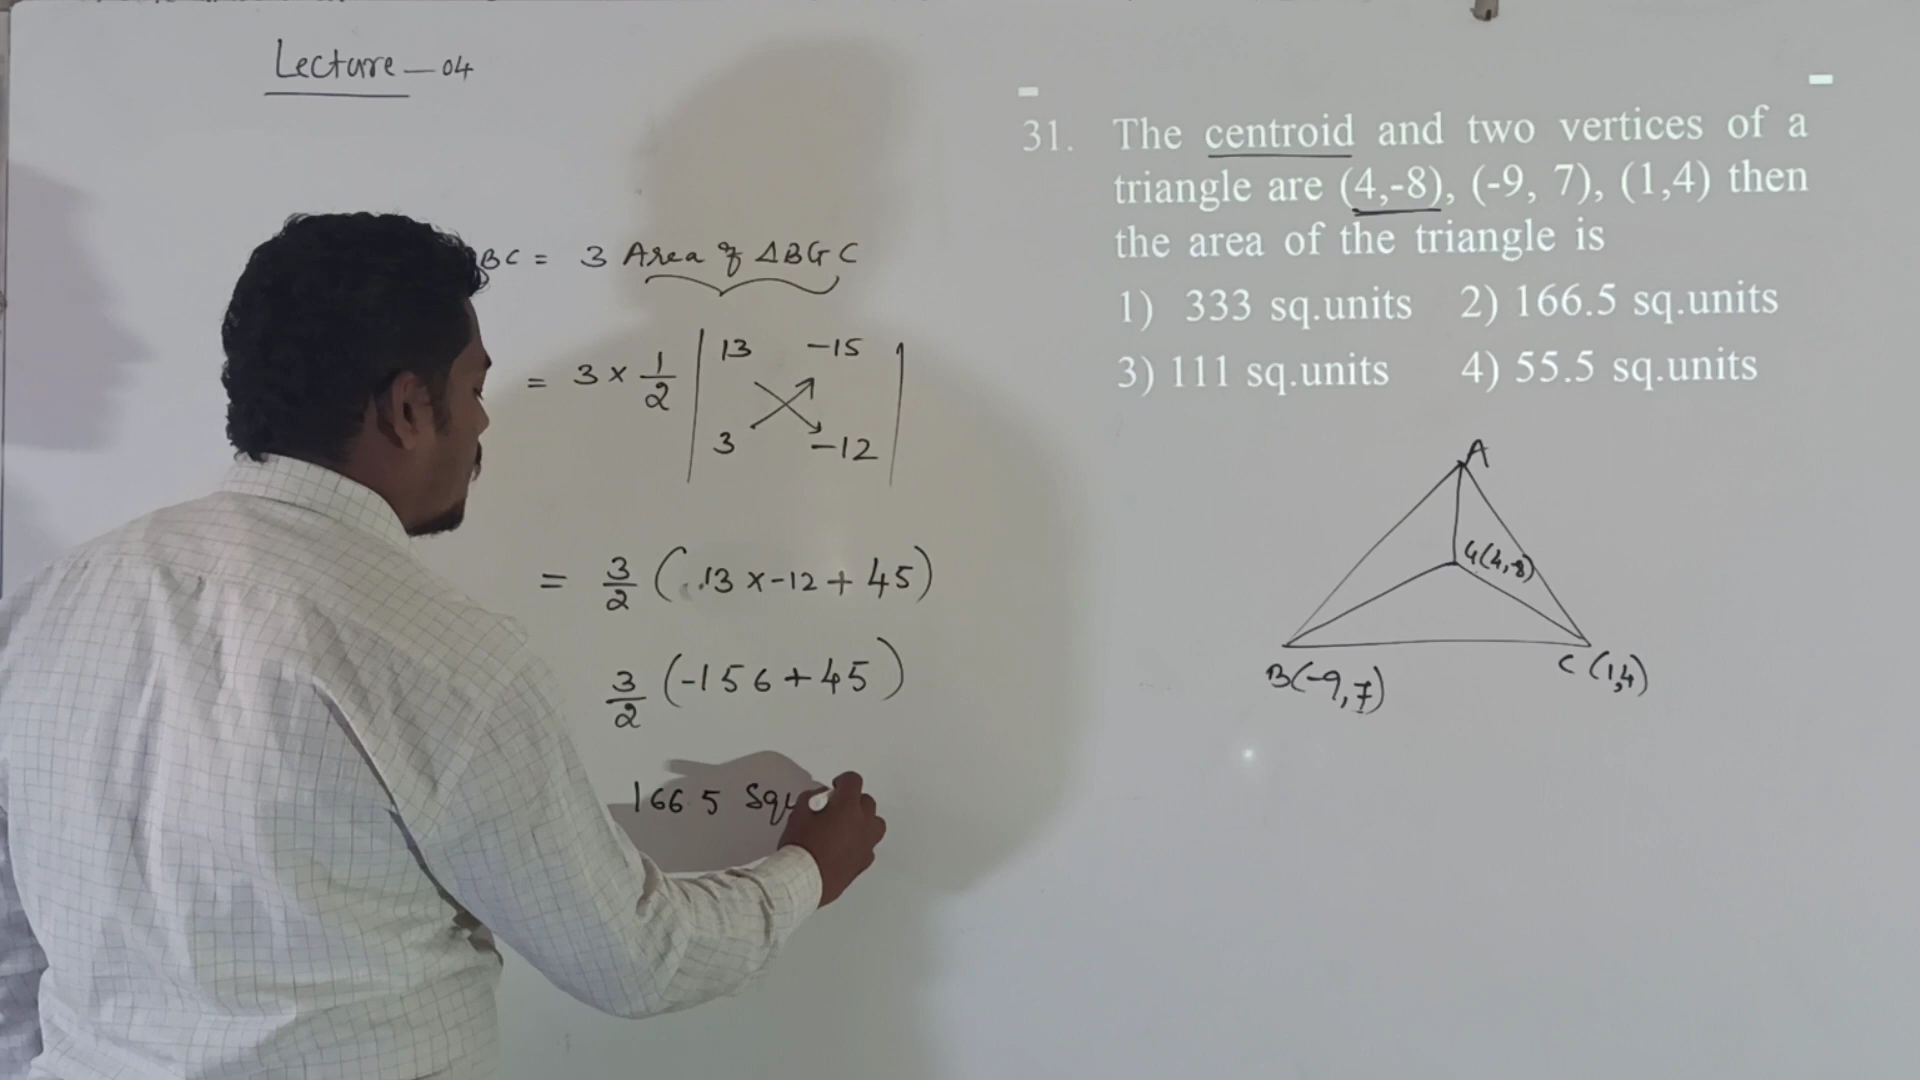 Lecture - 04
BC = 3 Area of ΔBGC
= 3 × 1/2 | 13 -15
3 -12 |
= 3/2 ( 13 x -12 + 45)
3/2 (-156 + 45)
166.5 Squ
31. The centroid and two vertices of a
triangle are (4,-8), (-9, 7), (1,4) then
the area of the triangle is
1) 333 sq.units 2) 166.5 sq.units
3) 111 sq.units 4) 55.5 sq.units
A
G(4,-8)
B(-9,7)
C (1,4)